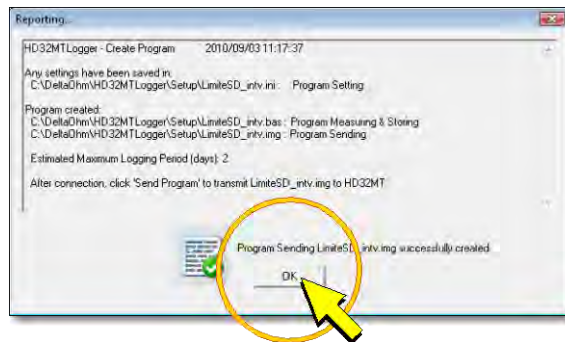 Reporting...
HD32MTLogger - Create Program 2010/09/03 11:17:37
Any settings have been saved in:
C:\DeltaOhm\HD32MTLogger\Setup\LimiteSD_intv.ini : Program Setting
Program created:
C:\DeltaOhm\HD32MTLogger\Setup\LimiteSD_intv.bas : Program Measuring & Storing
C:\DeltaOhm\HD32MTLogger\Setup\LimiteSD_intv.img : Program Sending
Estimated Maximum Logging Period (days): 2
After connection, click 'Send Program' to transmit LimiteSD_intv.img to HD32MT
Program Sending LimiteSD_intv.img successfully created.
OK